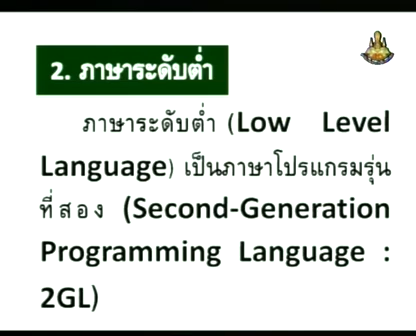 2. ภาษาระดับต่ำ
ภาษาระดับต่ำ (Low Level
Language) เป็นภาษาโปรแกรมรุ่น
ที่สอง (Second-Generation
Programming Language :
2GL)